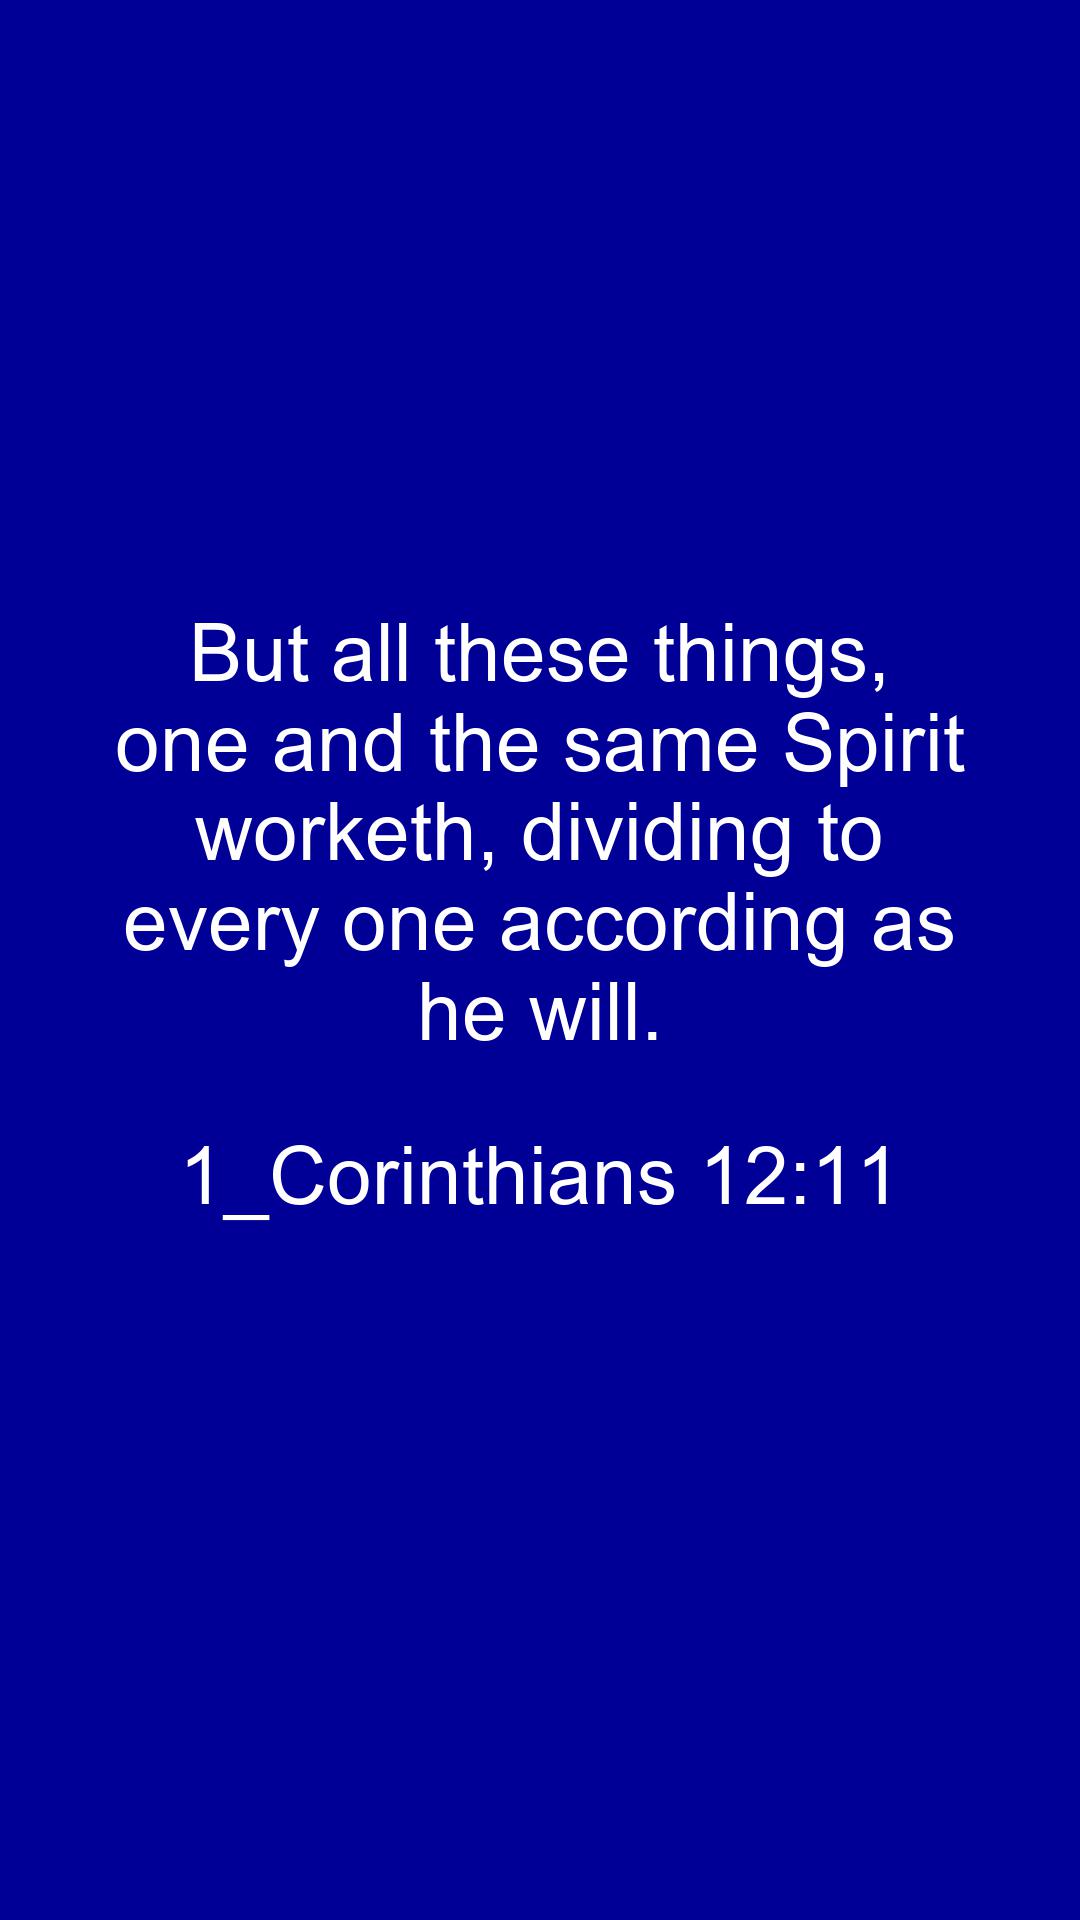 But all these things,
one and the same Spirit
worketh, dividing to
every one according as
he will.
1_Corinthians 12:11